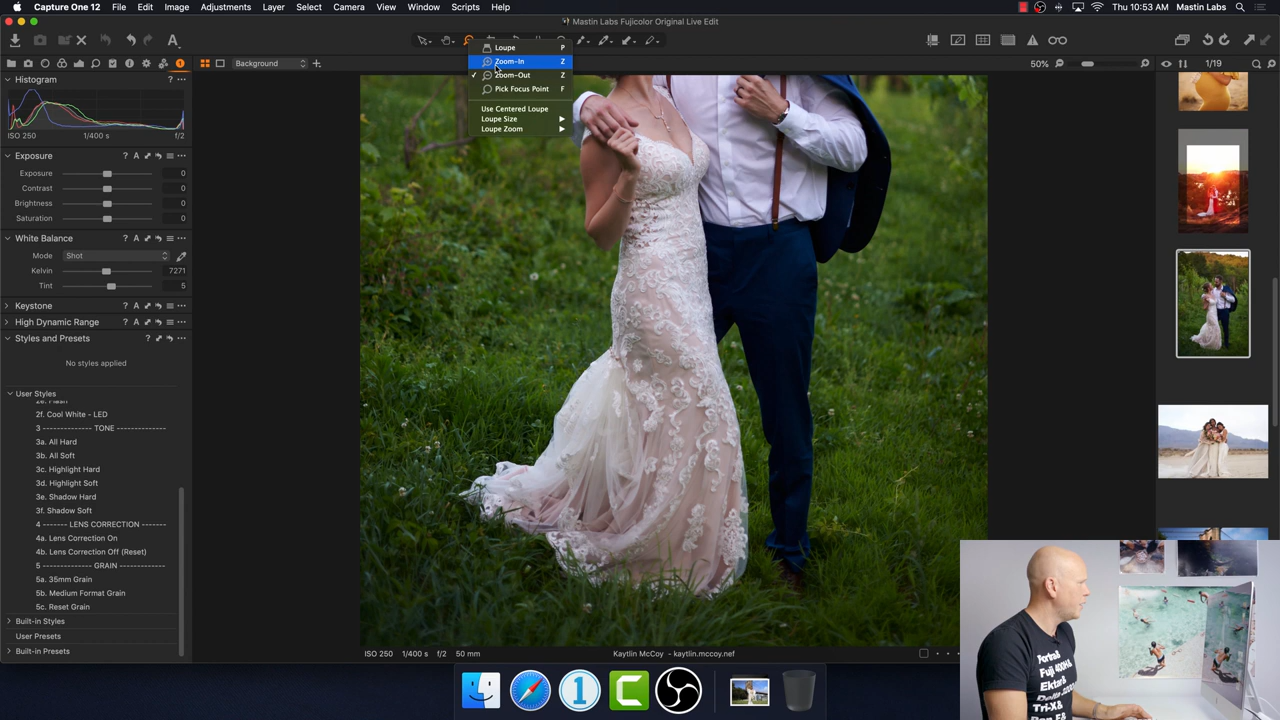 Capture One 12 File Edit View Image Adjustments Layer Select Camera View Window Scripts Help
Thu 10:53 AM Mastin Labs
Mastin Labs Fujicolor Original Live Edit
Background
50%
1/19
Loupe P
Zoom-In Z
Zoom-Out Z
Pick Focus Point F
Use Centered Loupe
Loupe Size
Loupe Zoom
Histogram ?
ISO 250 1/400 s f/2
Exposure ? A
Exposure 0
Contrast 0
Brightness 0
Saturation 0
White Balance ? A
Mode Shot
Kelvin 7271
Tint 5
Keystone ? A
High Dynamic Range ? A
Styles and Presets ?
No styles applied
User Styles
2f. Cool White - LED
3 -------------- TONE --------------
3a. All Hard
3b. All Soft
3c. Highlight Hard
3d. Highlight Soft
3e. Shadow Hard
3f. Shadow Soft
4 ------- LENS CORRECTION -------
4a. Lens Correction On
4b. Lens Correction Off (Reset)
5 -------------- GRAIN --------------
5a. 35mm Grain
5b. Medium Format Grain
5c. Reset Grain
Built-in Styles
User Presets
Built-in Presets
ISO 250 1/400 s f/2 50 mm
Kaytlin McCoy - kaytlin.mccoy.nef
Portra
Fuji 400H
Ektar
Delta
Tri-X&